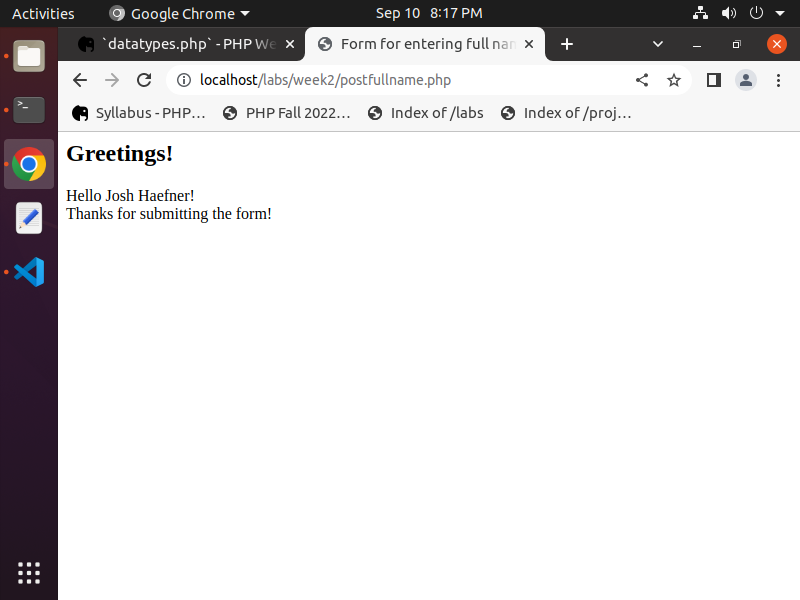 Activities Google Chrome Sep 10 8:17 PM
`datatypes.php` - PHP We Form for entering full nam
localhost/labs/week2/postfullname.php
Syllabus - PHP… PHP Fall 2022… Index of /labs Index of /proj…
Greetings!
Hello Josh Haefner!
Thanks for submitting the form!